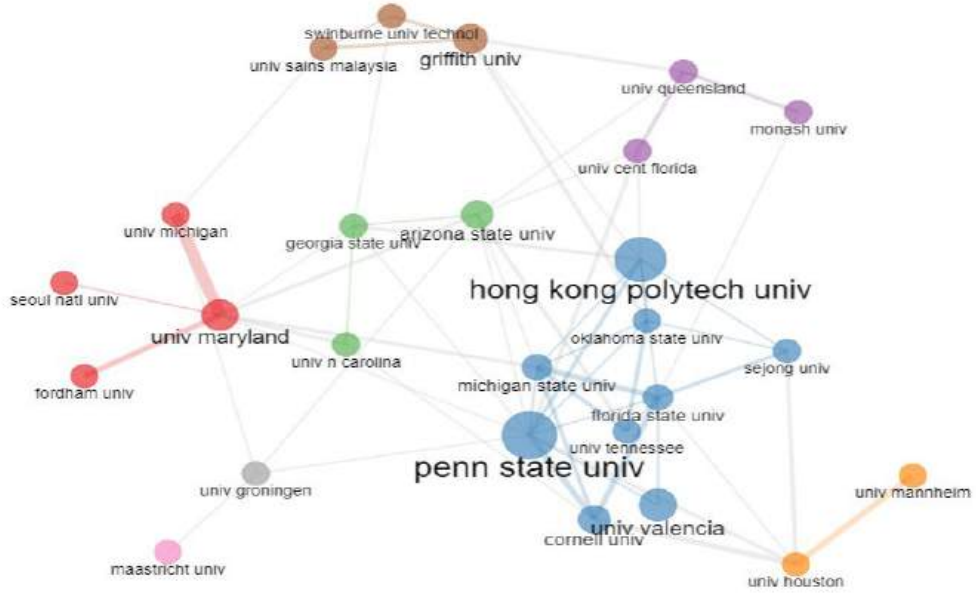 swinburne univ technol
univ sains malaysia
griffith univ
univ queensland
monash univ
univ cent florida
univ michigan
georgia state univ
arizona state univ
seoul natl univ
hong kong polytech univ
univ maryland
oklahoma state univ
univ n carolina
sejong univ
fordham univ
michigan state univ
florida state univ
univ tennessee
penn state univ
univ groningen
univ mannheim
univ valencia
cornell univ
maastricht univ
univ houston